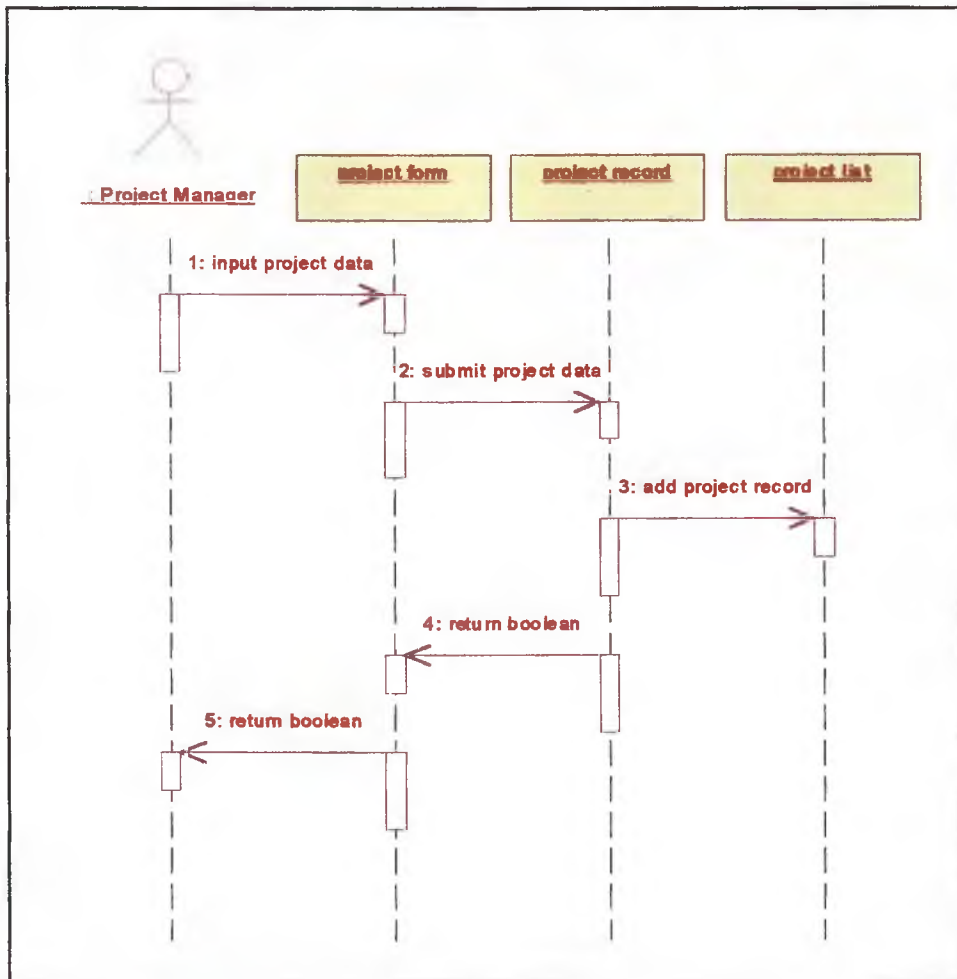 : Project Manager
project form
project record
project list
1: input project data
2: submit project data
3: add project record
4: return boolean
5: return boolean